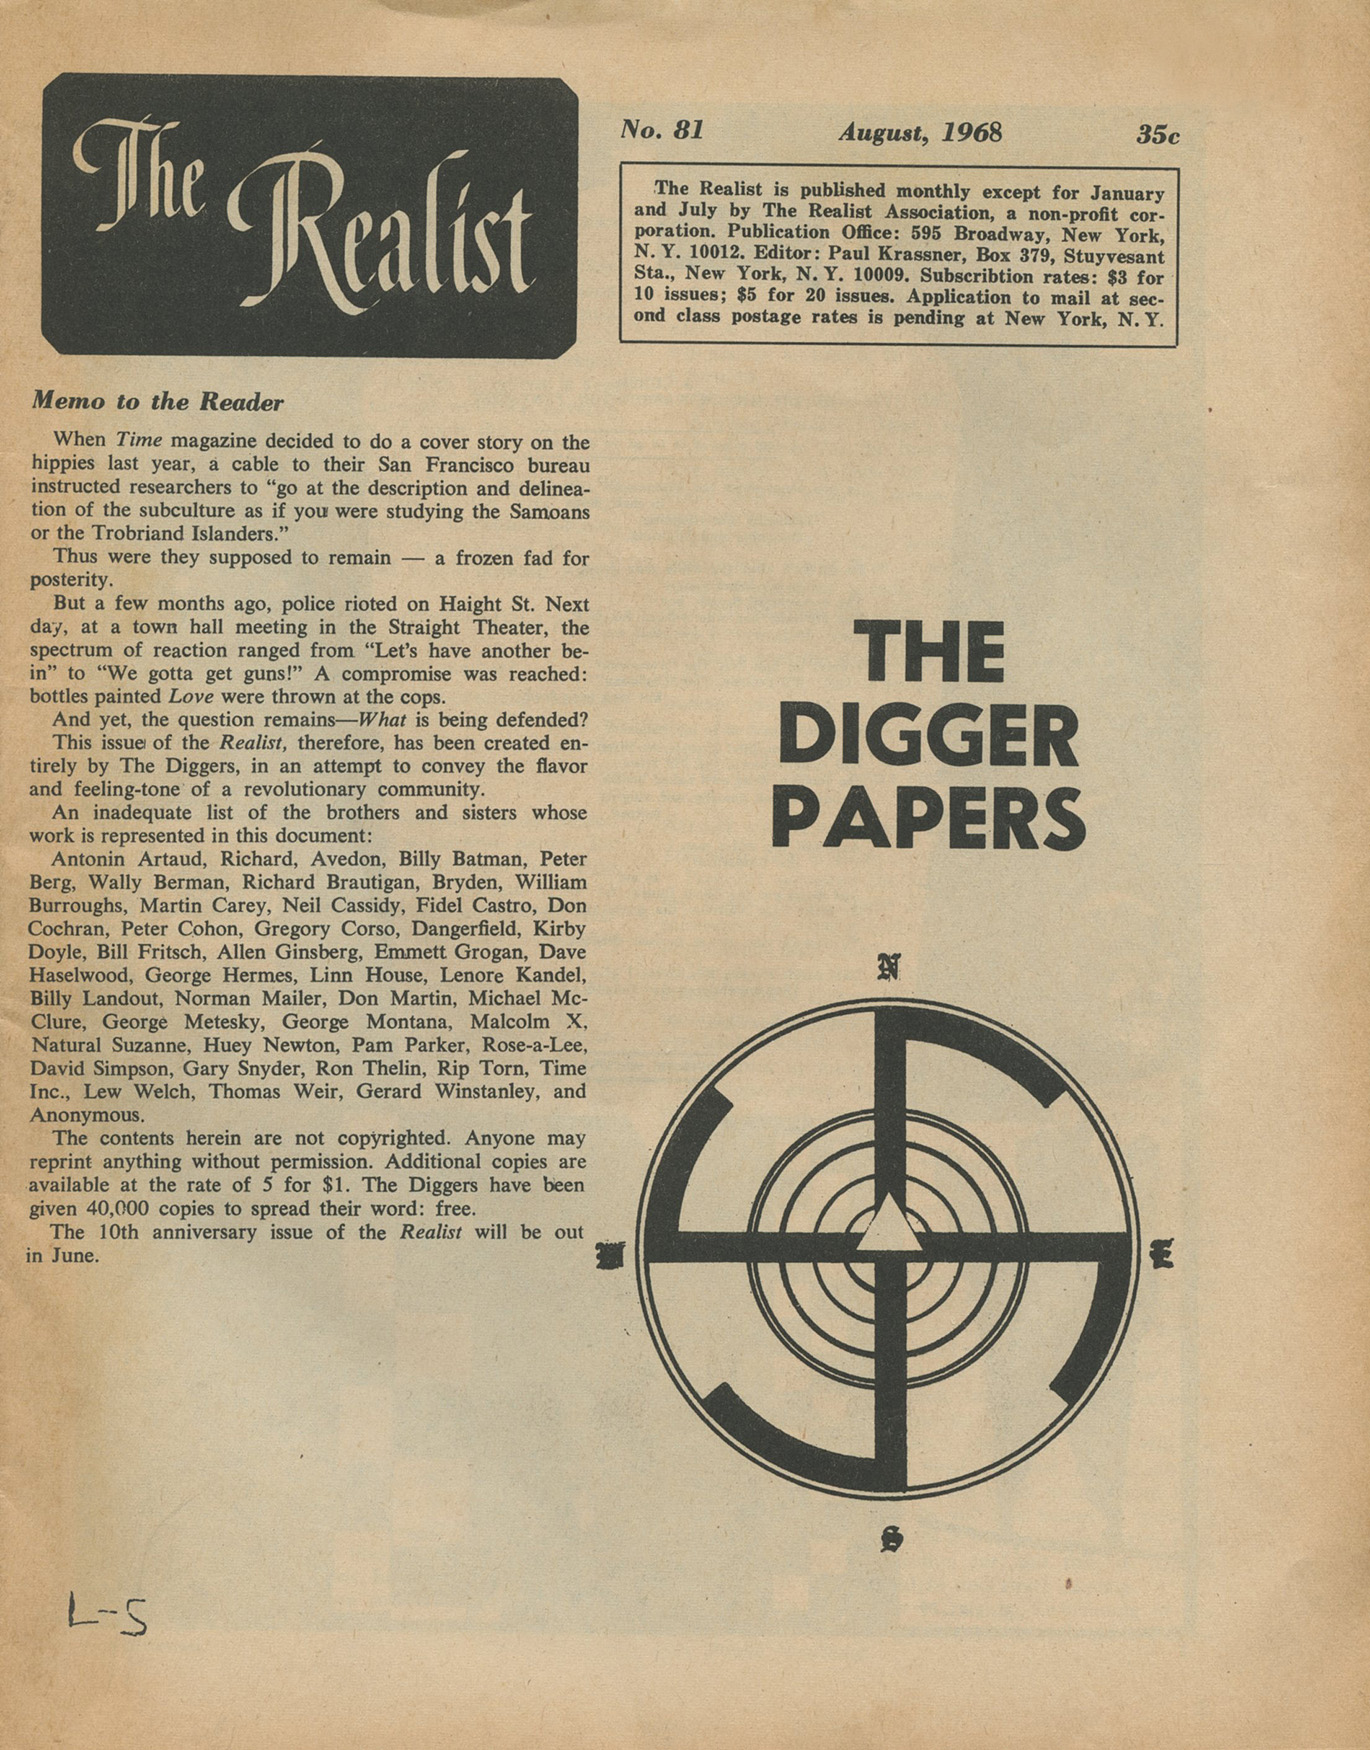 The Realist
No. 81 August, 1968 35c
The Realist is published monthly except for January
and July by The Realist Association, a non-profit cor-
poration. Publication Office: 595 Broadway, New York,
N. Y. 10012. Editor: Paul Krassner, Box 379, Stuyvesant
Sta., New York, N. Y. 10009. Subscribtion rates: $3 for
10 issues; $5 for 20 issues. Application to mail at sec-
ond class postage rates is pending at New York, N. Y.
Memo to the Reader
When Time magazine decided to do a cover story on the
hippies last year, a cable to their San Francisco bureau
instructed researchers to “go at the description and delinea-
tion of the subculture as if you were studying the Samoans
or the Trobriand Islanders.”
Thus were they supposed to remain — a frozen fad for
posterity.
But a few months ago, police rioted on Haight St. Next
day, at a town hall meeting in the Straight Theater, the
spectrum of reaction ranged from “Let's have another be-
in” to “We gotta get guns!” A compromise was reached:
bottles painted Love were thrown at the cops.
And yet, the question remains—What is being defended?
This issue of the Realist, therefore, has been created en-
tirely by The Diggers, in an attempt to convey the flavor
and feeling-tone of a revolutionary community.
An inadequate list of the brothers and sisters whose
work is represented in this document:
Antonin Artaud, Richard, Avedon, Billy Batman, Peter
Berg, Wally Berman, Richard Brautigan, Bryden, William
Burroughs, Martin Carey, Neil Cassidy, Fidel Castro, Don
Cochran, Peter Cohon, Gregory Corso, Dangerfield, Kirby
Doyle, Bill Fritsch, Allen Ginsberg, Emmett Grogan, Dave
Haselwood, George Hermes, Linn House, Lenore Kandel,
Billy Landout, Norman Mailer, Don Martin, Michael Mc-
Clure, George Metesky, George Montana, Malcolm X,
Natural Suzanne, Huey Newton, Pam Parker, Rose-a-Lee,
David Simpson, Gary Snyder, Ron Thelin, Rip Torn, Time
Inc., Lew Welch, Thomas Weir, Gerard Winstanley, and
Anonymous.
The contents herein are not copyrighted. Anyone may
reprint anything without permission. Additional copies are
available at the rate of 5 for $1. The Diggers have been
given 40,000 copies to spread their word: free.
The 10th anniversary issue of the Realist will be out
in June.
THE
DIGGER
PAPERS
N
W E
S
L-5